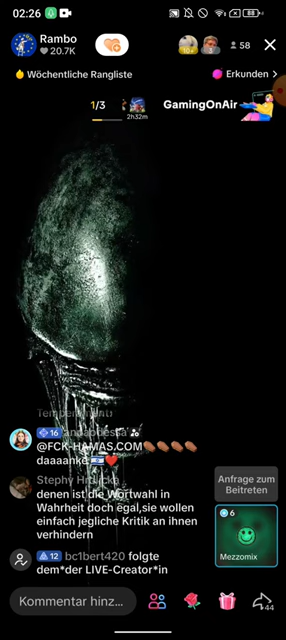 02:26
88
Rambo
20.7K
10+
58
Wöchentliche Rangliste
Erkunden >
1/3
2h32m
GamingOnAir
16
@FCK-HAMAS.COM
daaaanke
Stephy
denen ist die Wortwahl in
Wahrheit doch egal,sie wollen
einfach jegliche Kritik an ihnen
verhindern
12 bc1bert420 folgte
dem*der LIVE-Creator*in
Anfrage zum
Beitreten
6
Mezzomix
Kommentar hinz...
44